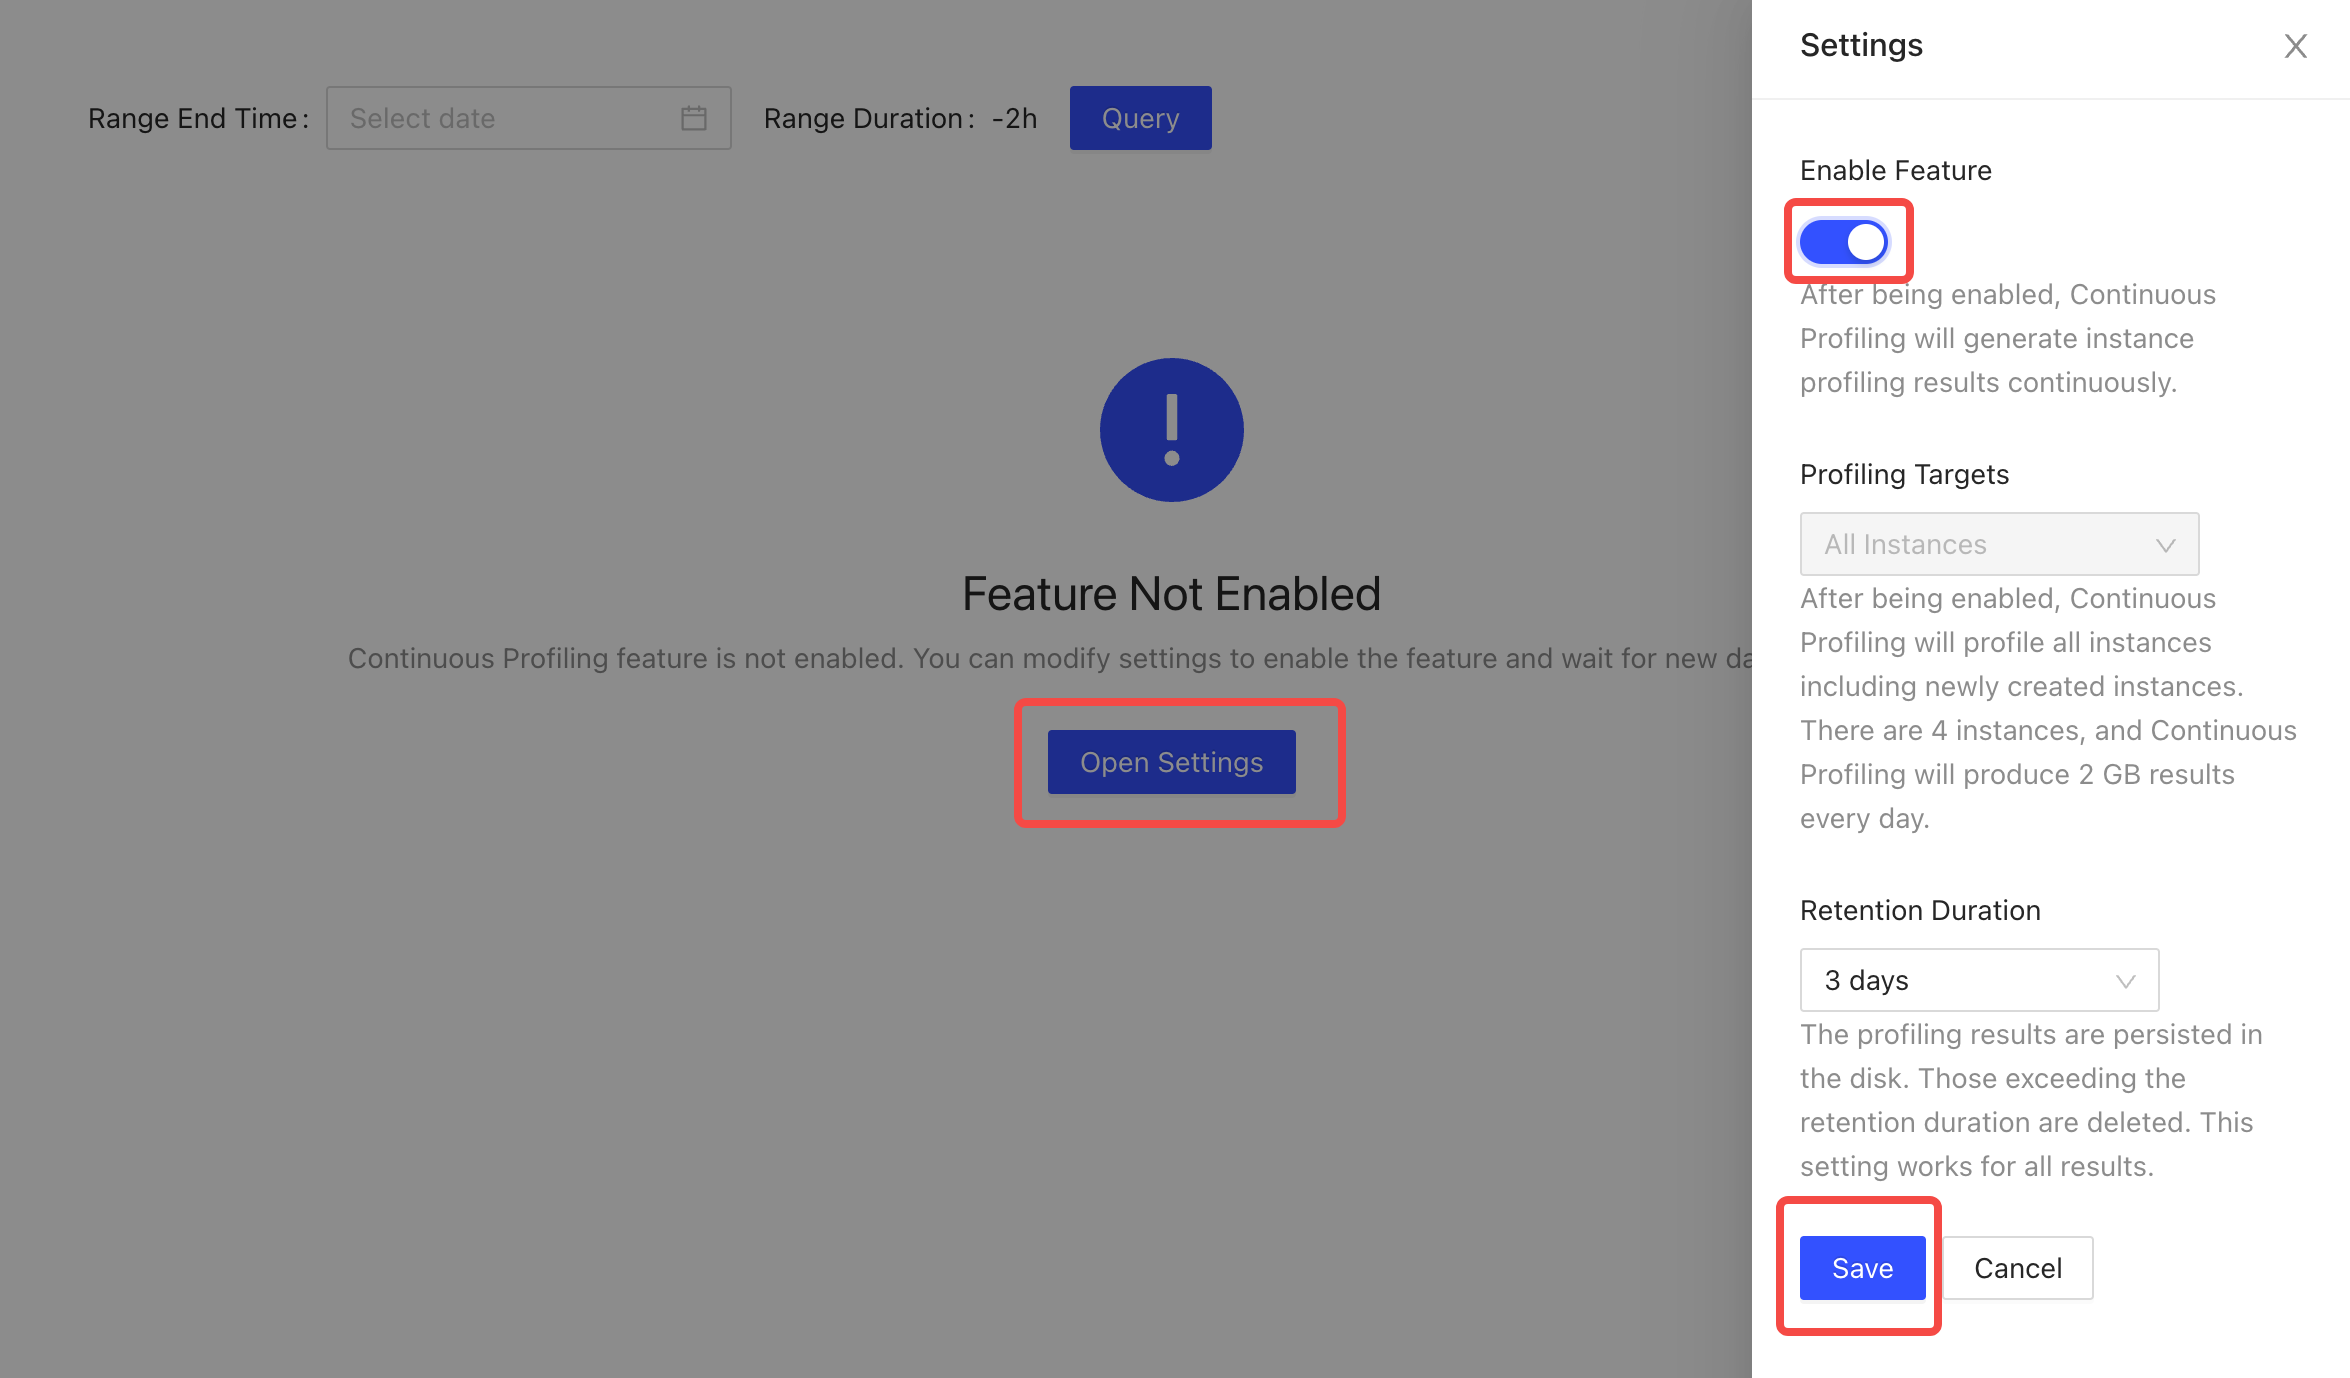 Range End Time:
Select date
Range Duration: -2h
Query
Feature Not Enabled
Continuous Profiling feature is not enabled. You can modify settings to enable the feature and wait for new da
Open Settings
Settings
Enable Feature
After being enabled, Continuous
Profiling will generate instance
profiling results continuously.
Profiling Targets
All Instances
After being enabled, Continuous
Profiling will profile all instances
including newly created instances.
There are 4 instances, and Continuous
Profiling will produce 2 GB results
every day.
Retention Duration
3 days
The profiling results are persisted in
the disk. Those exceeding the
retention duration are deleted. This
setting works for all results.
Save
Cancel